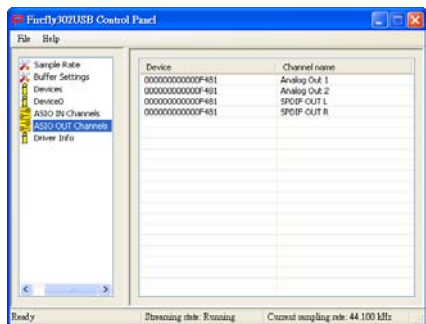 Firefly302USB Control Panel
File Help
Sample Rate
Buffer Settings
Devices
Device0
ASIO IN Channels
ASIO OUT Channels
Driver Info
Device Channel name
000000000000F481 Analog Out 1
000000000000F481 Analog Out 2
000000000000F481 SPDIF OUT L
000000000000F481 SPDIF OUT R
Ready Streaming state: Running Current sampling rate: 44.100 kHz